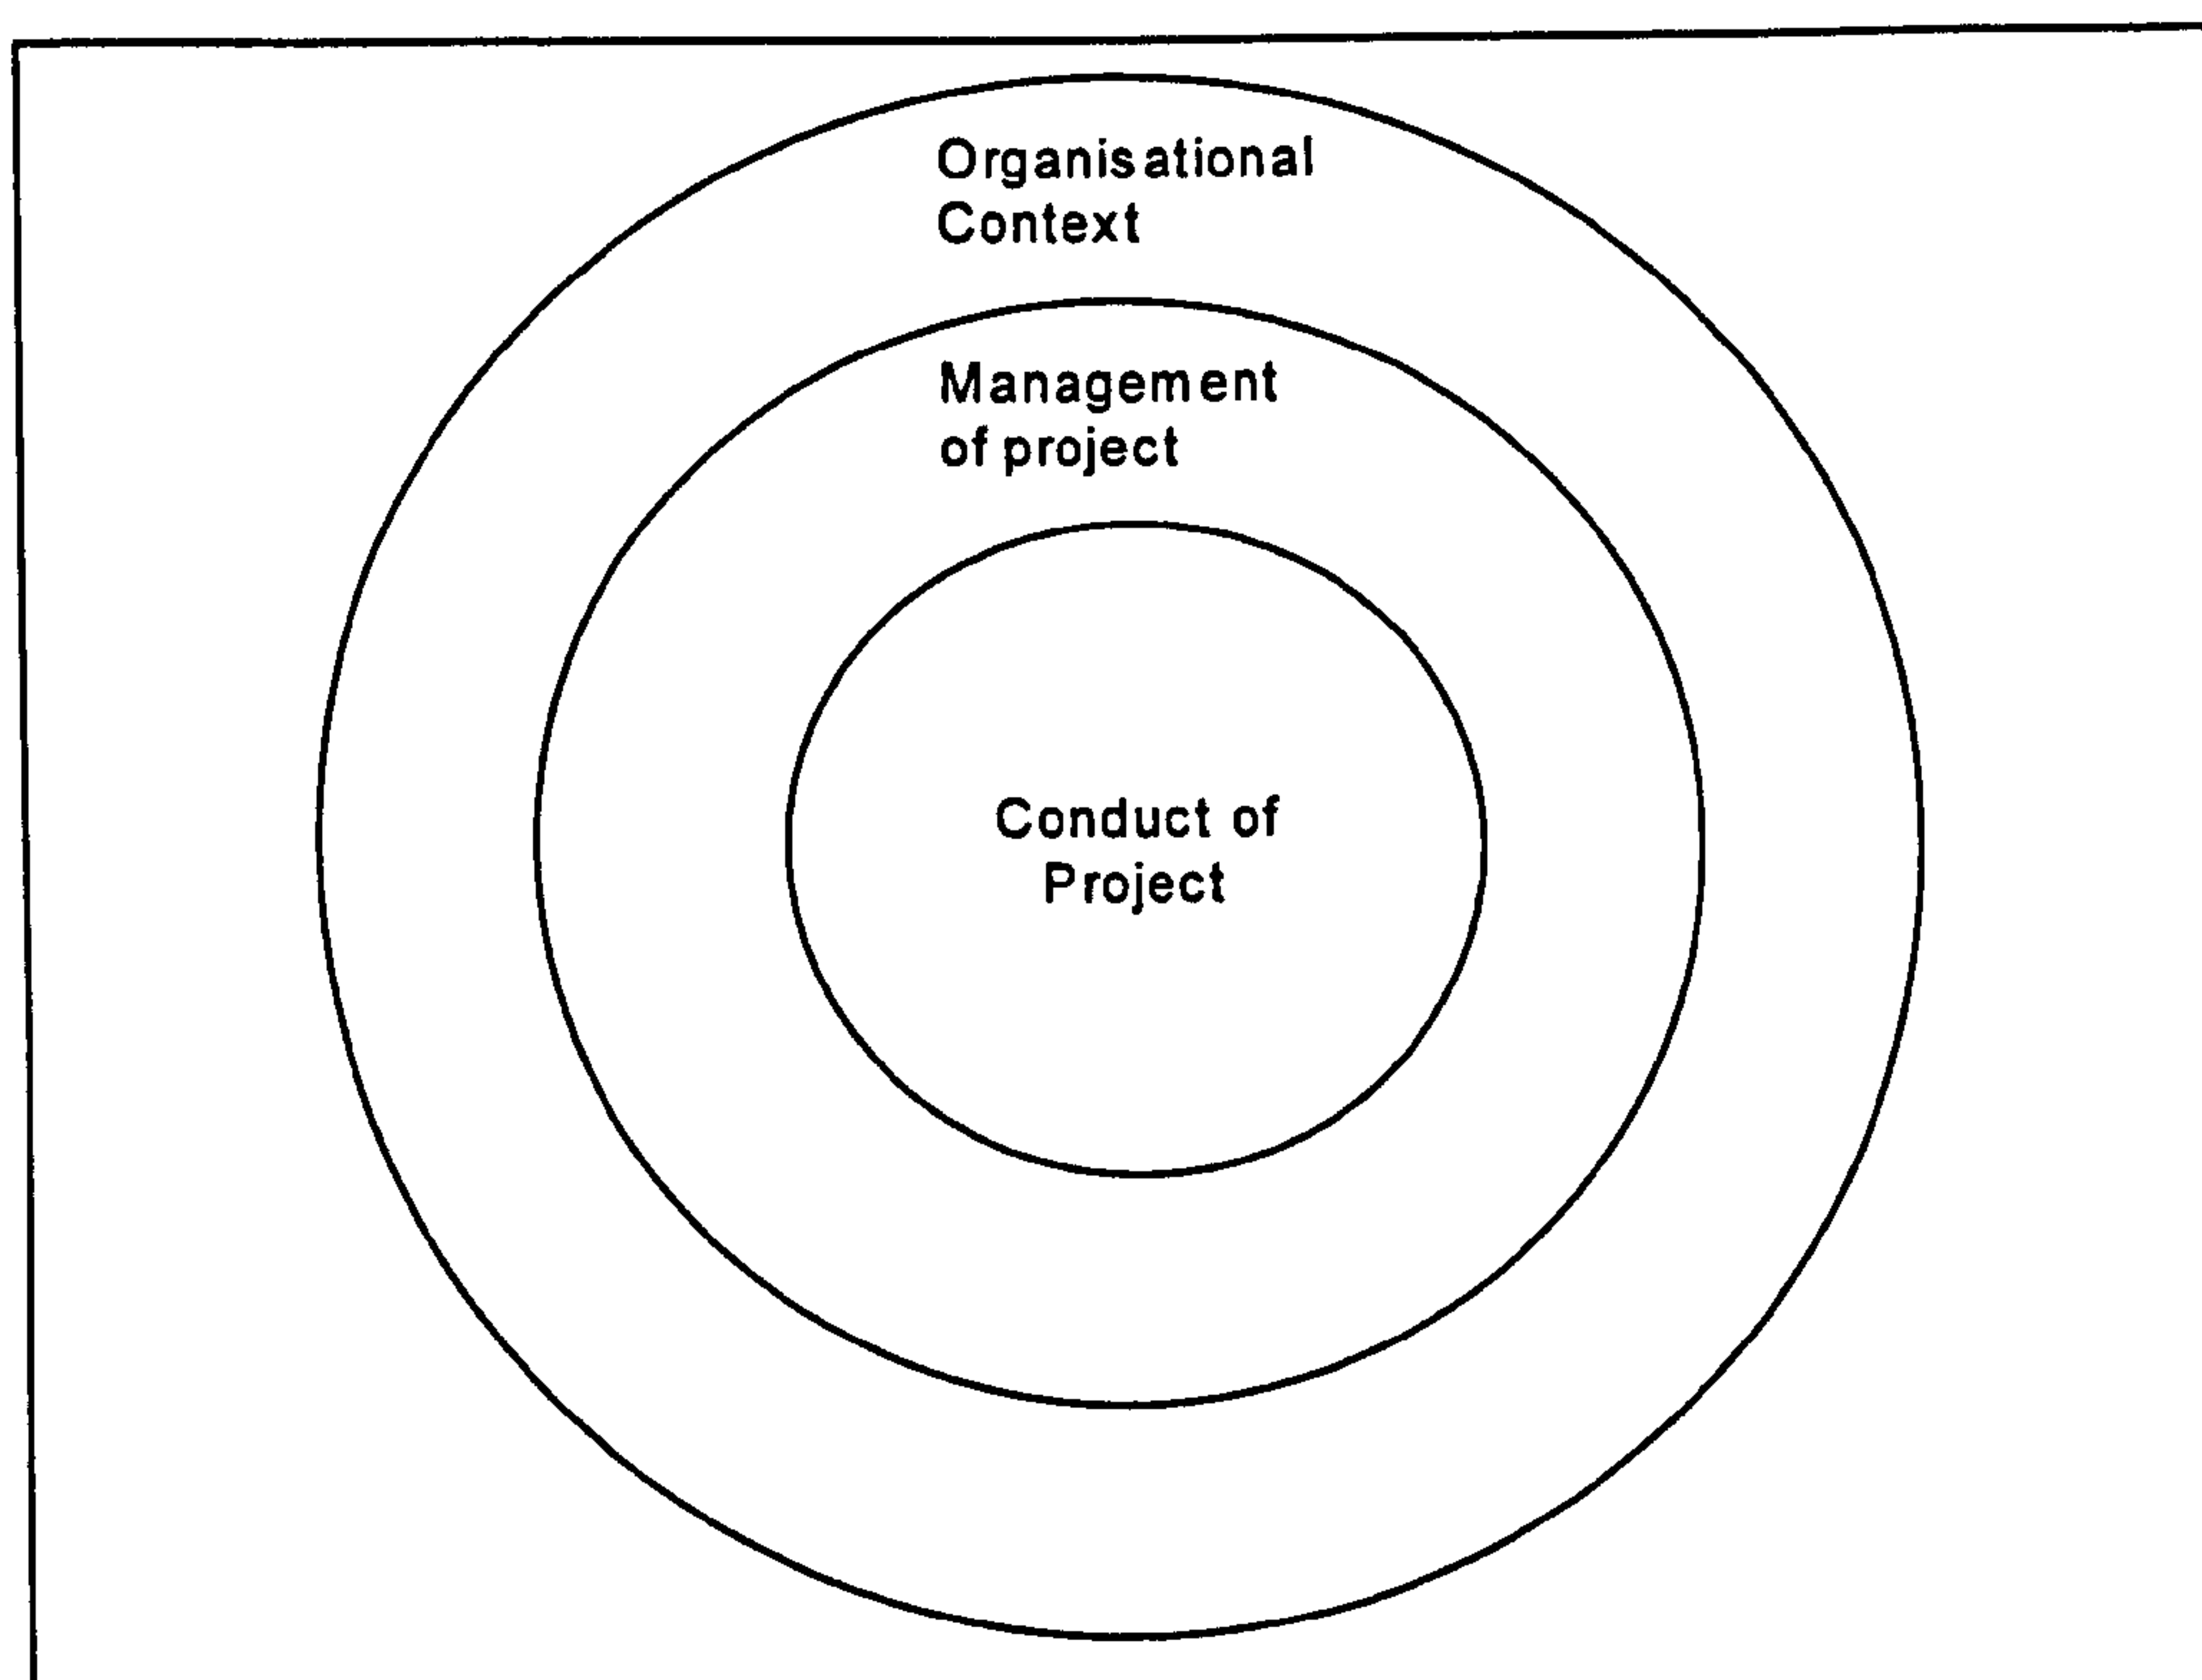 Organisational
Context
Management
of project
Conduct of
Project